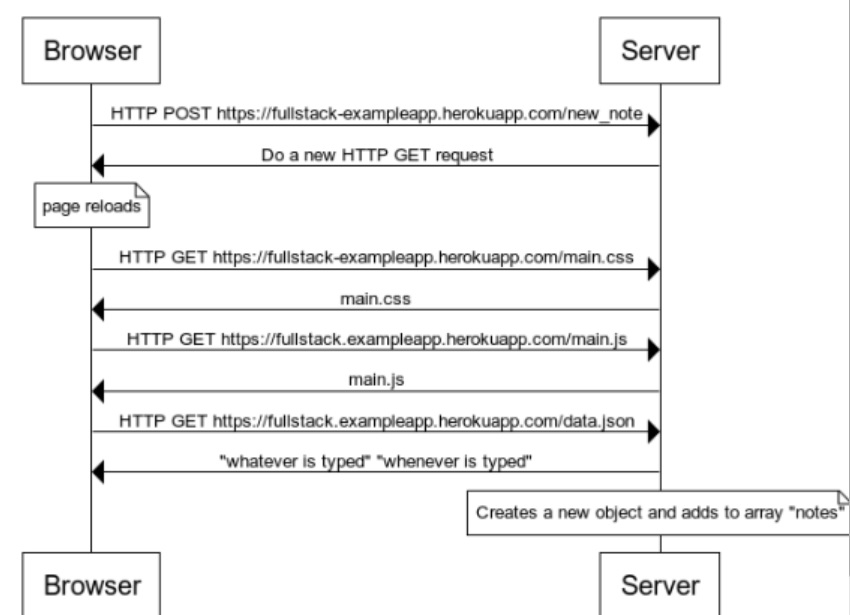 Browser
Server
HTTP POST https://fullstack-exampleapp.herokuapp.com/new_note
Do a new HTTP GET request
page reloads
HTTP GET https://fullstack-exampleapp.herokuapp.com/main.css
main.css
HTTP GET https://fullstack.exampleapp.herokuapp.com/main.js
main.js
HTTP GET https://fullstack.exampleapp.herokuapp.com/data.json
"whatever is typed" "whenever is typed"
Creates a new object and adds to array "notes"
Browser
Server